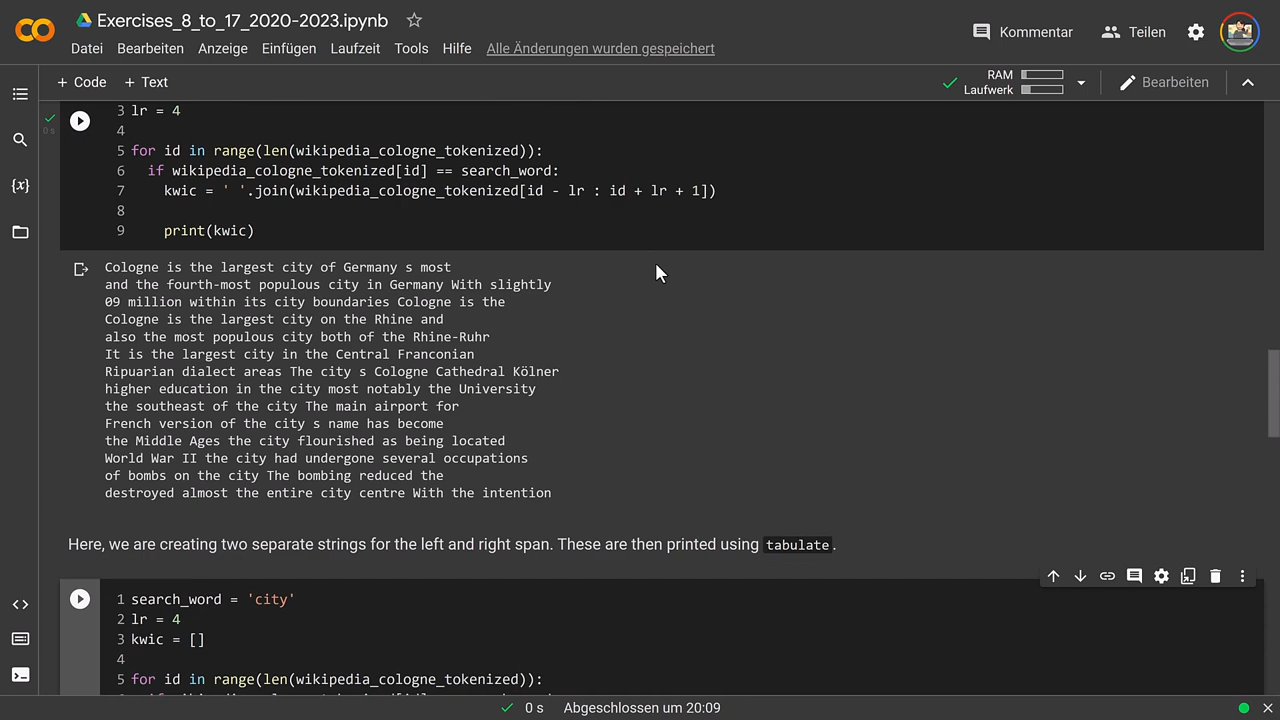 Exercises_8_to_17_2020-2023.ipynb
Datei Bearbeiten Anzeige Einfügen Laufzeit Tools Hilfe Alle Änderungen wurden gespeichert
Kommentar Teilen
+ Code + Text
RAM
Laufwerk
Bearbeiten
3 lr = 4
0 s
4
5 for id in range(len(wikipedia_cologne_tokenized)):
6   if wikipedia_cologne_tokenized[id] == search_word:
7     kwic = ' '.join(wikipedia_cologne_tokenized[id - lr : id + lr + 1])
8
9     print(kwic)
Cologne is the largest city of Germany s most
and the fourth-most populous city in Germany With slightly
09 million within its city boundaries Cologne is the
Cologne is the largest city on the Rhine and
also the most populous city both of the Rhine-Ruhr
It is the largest city in the Central Franconian
Ripuarian dialect areas The city s Cologne Cathedral Kölner
higher education in the city most notably the University
the southeast of the city The main airport for
French version of the city s name has become
the Middle Ages the city flourished as being located
World War II the city had undergone several occupations
of bombs on the city The bombing reduced the
destroyed almost the entire city centre With the intention
Here, we are creating two separate strings for the left and right span. These are then printed using tabulate.
1 search_word = 'city'
2 lr = 4
3 kwic = []
4
5 for id in range(len(wikipedia_cologne_tokenized)):
0 s Abgeschlossen um 20:09